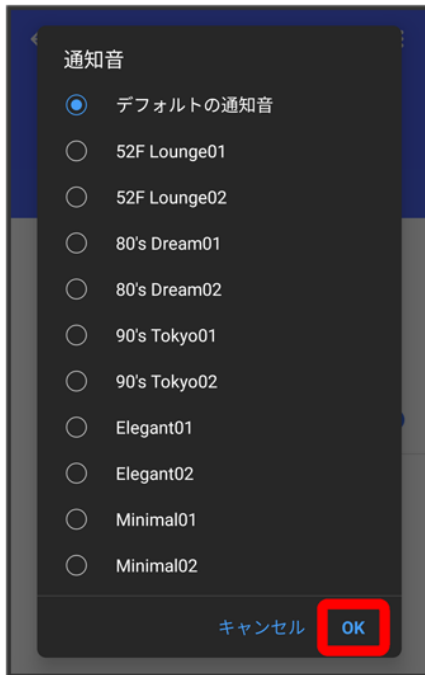 通知音
デフォルトの通知音
52F Lounge01
52F Lounge02
80's Dream01
80's Dream02
90's Tokyo01
90's Tokyo02
Elegant01
Elegant02
Minimal01
Minimal02
キャンセル OK